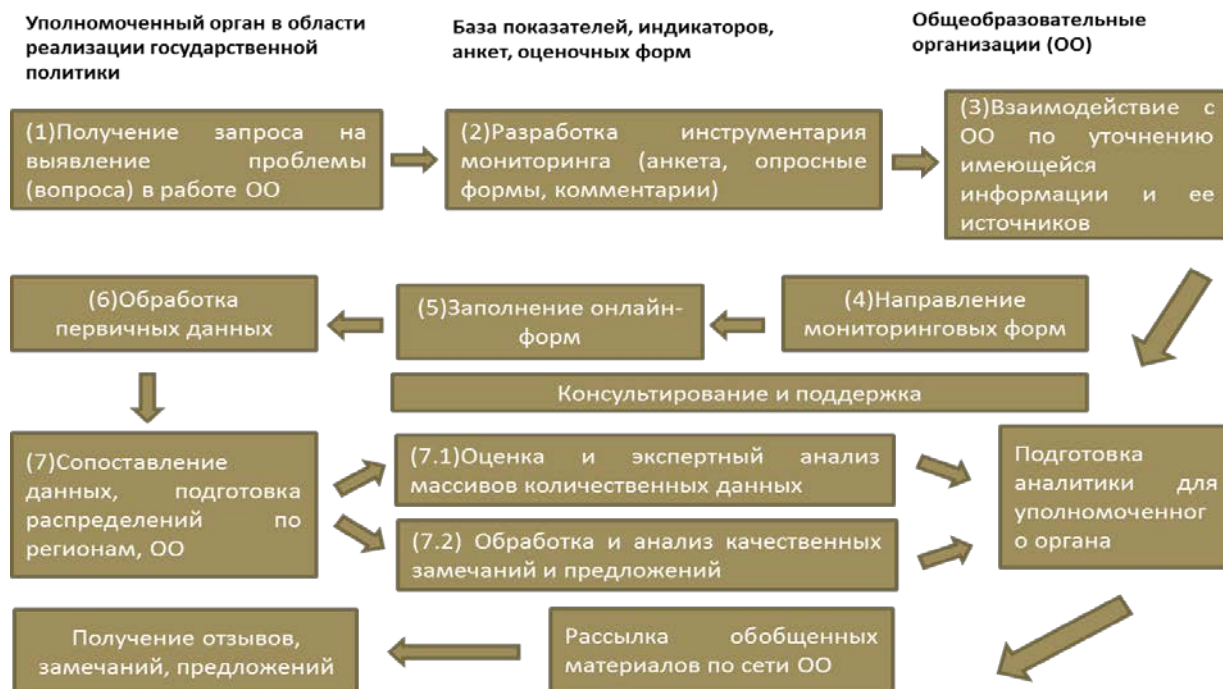 Уполномоченный орган в области
реализации государственной
политики
База показателей, индикаторов,
анкет, оценочных форм
Общеобразовательные
организации (ОО)
(1)Получение запроса на
выявление проблемы
(вопроса) в работе ОО
(2)Разработка инструментария
мониторинга (анкета, опросные
формы, комментарии)
(3)Взаимодействие с
ОО по уточнению
имеющейся
информации и ее
источников
(6)Обработка
первичных данных
(5)Заполнение онлайн-
форм
(4)Направление
мониторинговых форм
Консультирование и поддержка
(7)Сопоставление
данных, подготовка
распределений по
регионам, ОО
(7.1)Оценка и экспертный анализ
массивов количественных данных
(7.2) Обработка и анализ качественных
замечаний и предложений
Подготовка
аналитики для
уполномоченног
о органа
Получение отзывов,
замечаний, предложений
Рассылка обобщенных
материалов по сети ОО